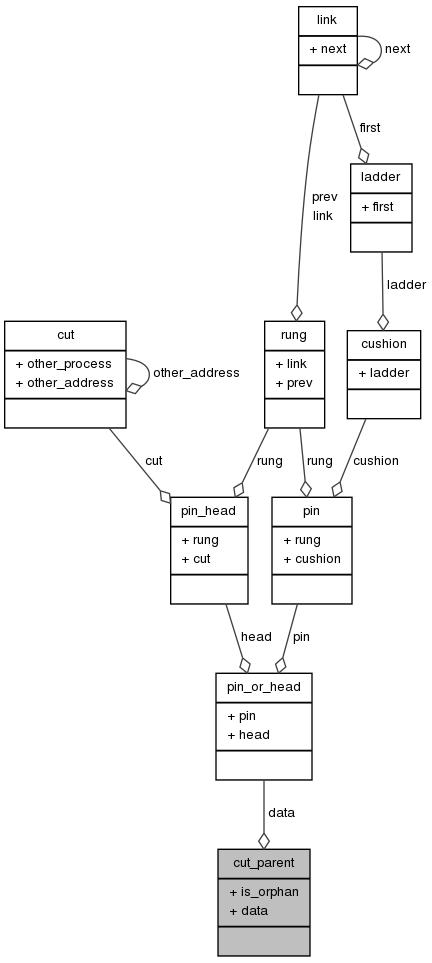 link
+ next
next
first
prev
link
ladder
+ first
ladder
cut
+ other_process
+ other_address
other_address
rung
+ link
+ prev
cushion
+ ladder
cut
rung
rung
cushion
pin_head
+ rung
+ cut
pin
+ rung
+ cushion
head
pin
pin_or_head
+ pin
+ head
data
cut_parent
+ is_orphan
+ data